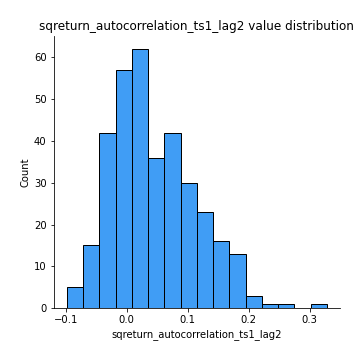 sqreturn_autocorrelation_ts1_lag2 value distribution
60
50
40
30
20
10
0
Count
−0.1 0.0 0.1 0.2 0.3
sqreturn_autocorrelation_ts1_lag2